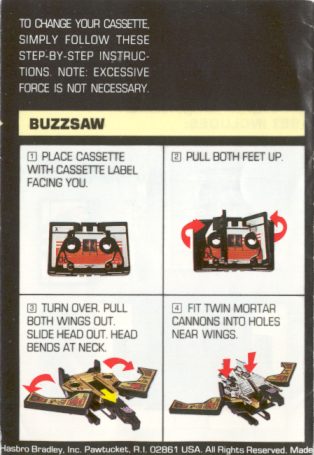 TO CHANGE YOUR CASSETTE,
SIMPLY FOLLOW THESE
STEP-BY-STEP INSTRUC-
TIONS. NOTE: EXCESSIVE
FORCE IS NOT NECESSARY.
BUZZSAW
1 PLACE CASSETTE
WITH CASSETTE LABEL
FACING YOU.
2 PULL BOTH FEET UP.
3 TURN OVER. PULL
BOTH WINGS OUT.
SLIDE HEAD OUT. HEAD
BENDS AT NECK.
4 FIT TWIN MORTAR
CANNONS INTO HOLES
NEAR WINGS.
Hasbro Bradley, Inc. Pawtucket, R.I. 02861 USA. All Rights Reserved. Made